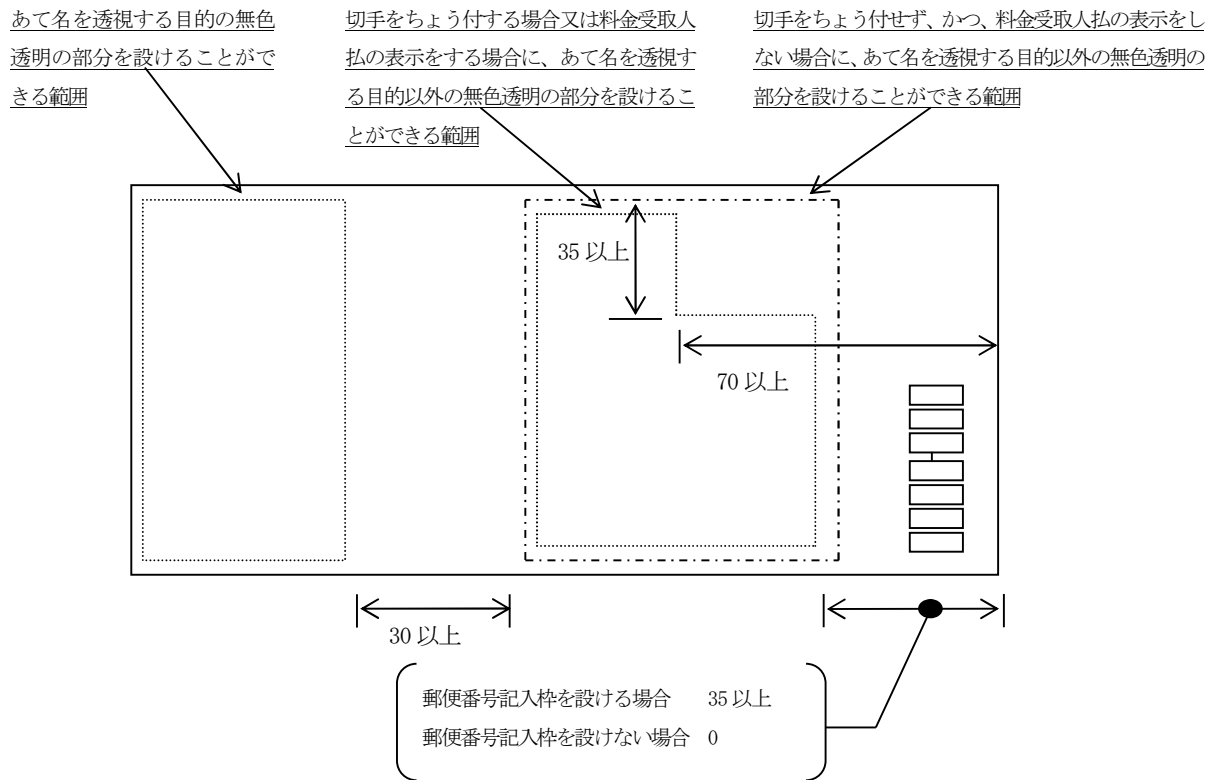 あて名を透視する目的の無色
透明の部分を設けることがで
きる範囲
切手をちょう付する場合又は料金受取人
払の表示をする場合に、あて名を透視す
る目的以外の無色透明の部分を設けるこ
とができる範囲
切手をちょう付せず、かつ、料金受取人払の表示をし
ない場合に、あて名を透視する目的以外の無色透明の
部分を設けることができる範囲
35 以上
70 以上
30 以上
郵便番号記入枠を設ける場合 35 以上
郵便番号記入枠を設けない場合 0